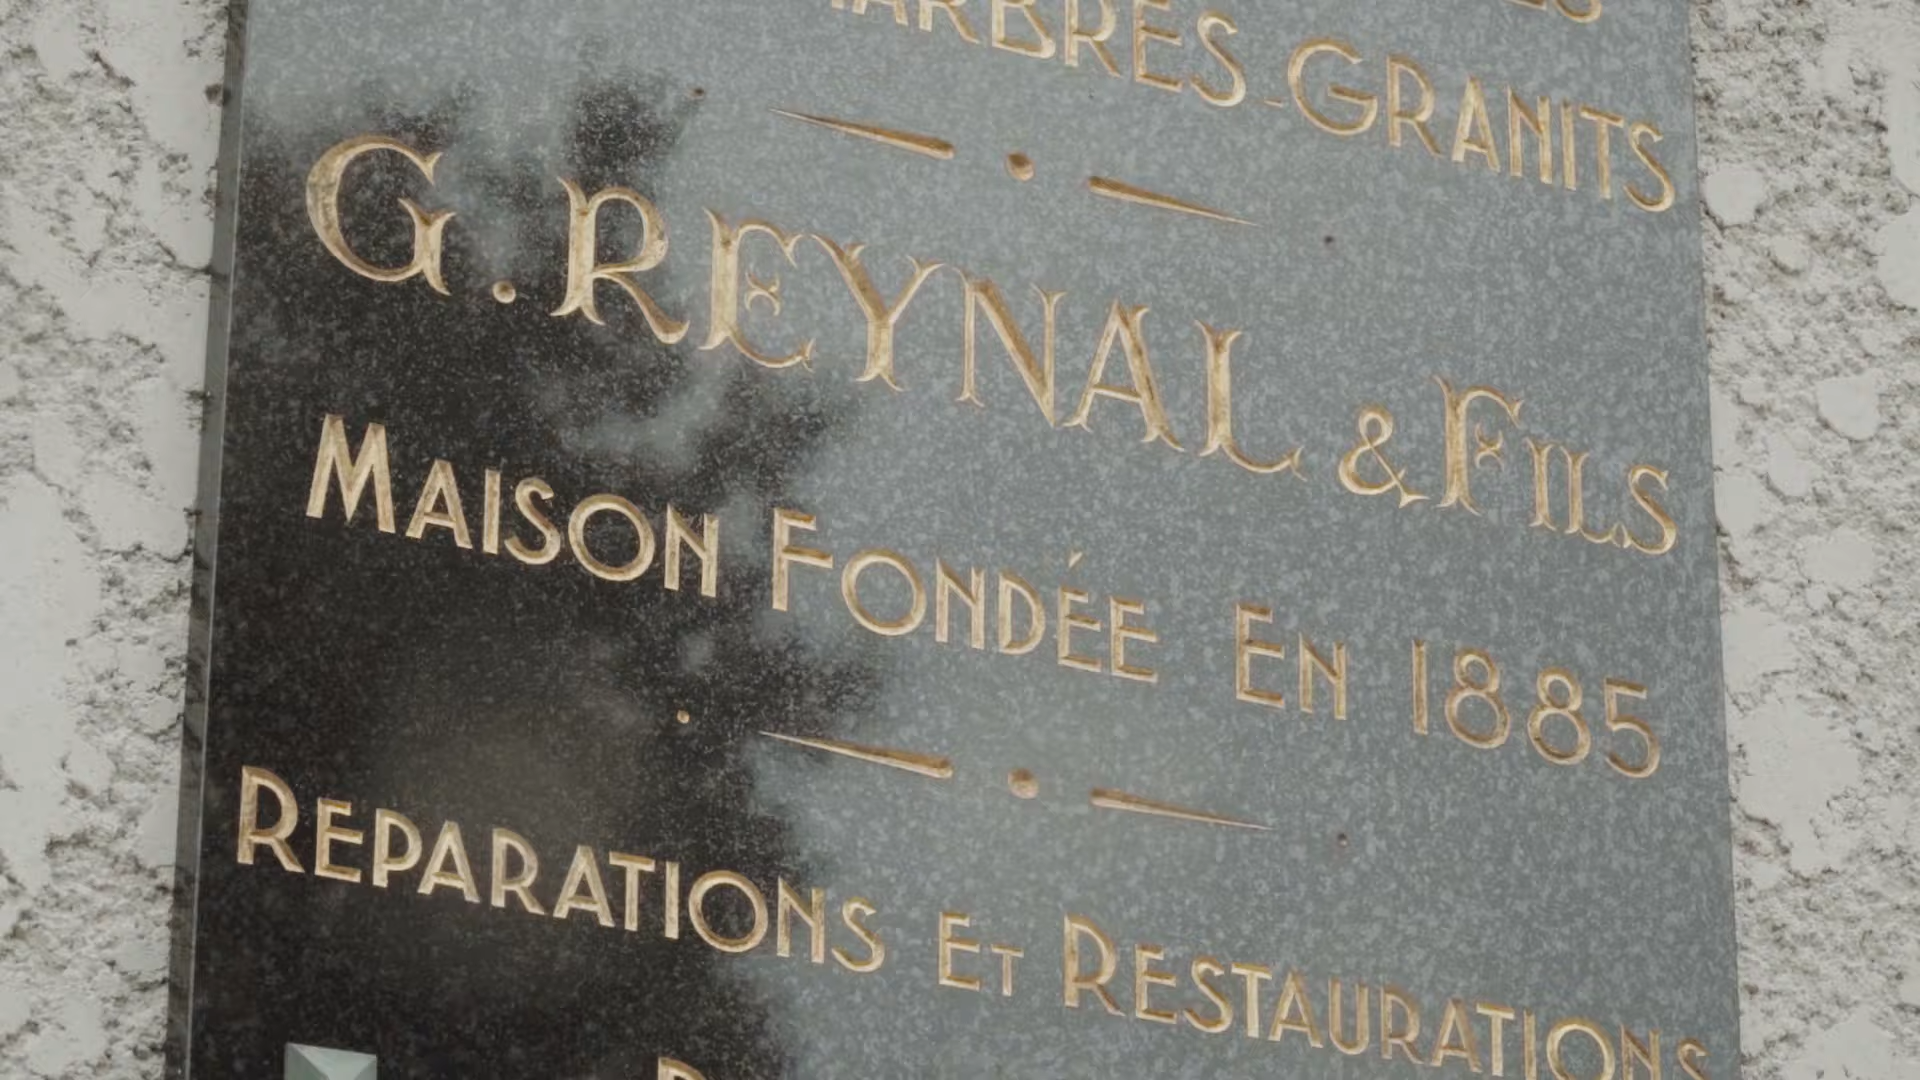 MARBRES - GRANITS
G. REYNAL & FILS
MAISON FONDÉE EN 1885
REPARATIONS ET RESTAURATIONS